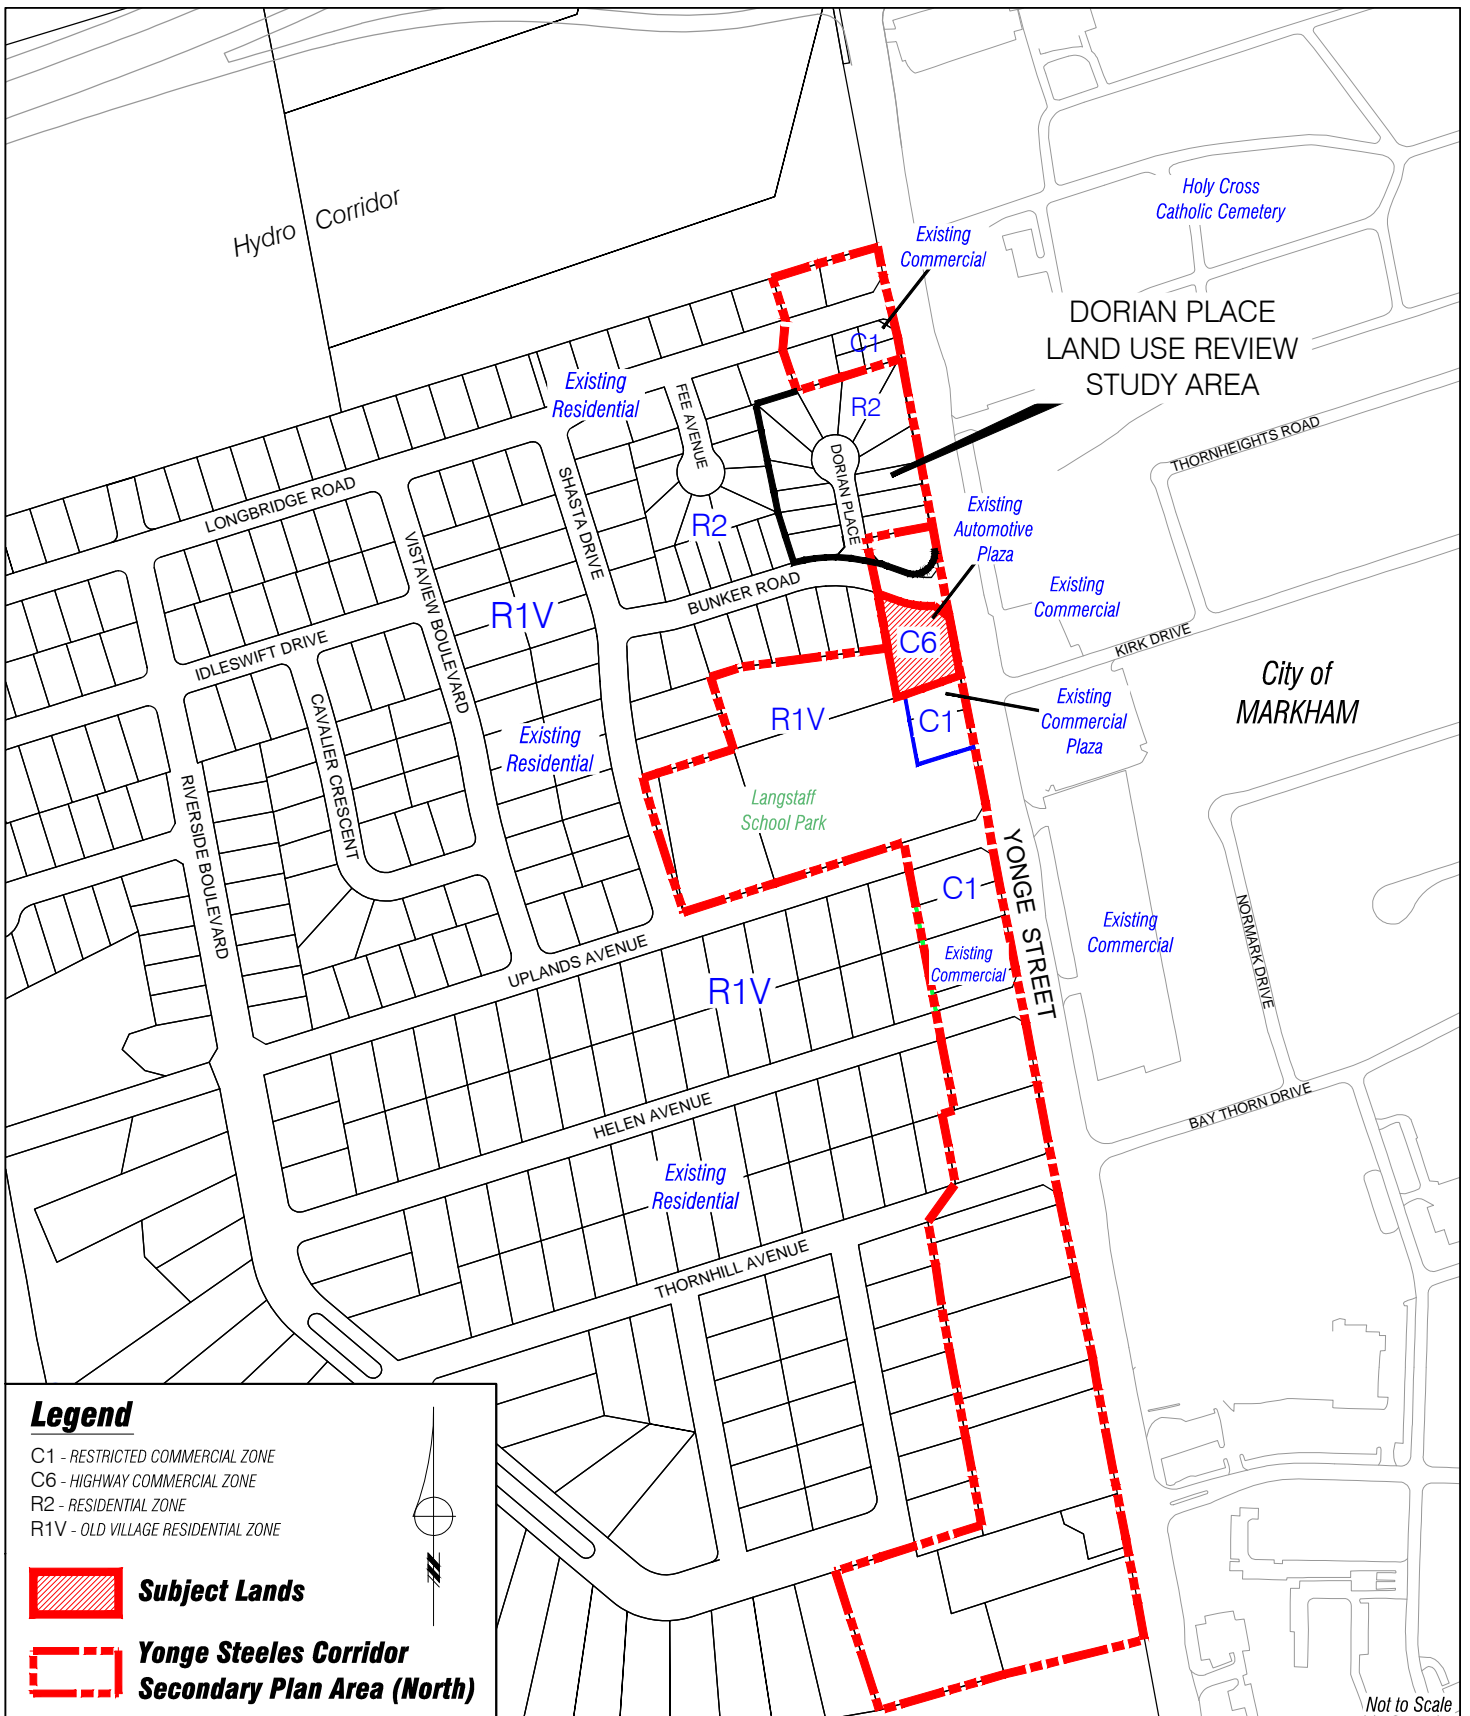 Hydro Corridor
Holy Cross
Catholic Cemetery
Existing
Commercial
DORIAN PLACE
LAND USE REVIEW
STUDY AREA
C1
Existing
Residential
FEE AVENUE
R2
DORIAN PLACE
THORNHEIGHTS ROAD
LONGBRIDGE ROAD
SHASTA DRIVE
VISTAVIEW BOULEVARD
R2
Existing
Automotive
Plaza
BUNKER ROAD
R1V
Existing
Commercial
IDLESWIFT DRIVE
C6
KIRK DRIVE
City of
MARKHAM
CAVALIER CRESCENT
R1V
C1
Existing
Commercial
Plaza
Existing
Residential
RIVERSIDE BOULEVARD
Langstaff
School Park
YONGE STREET
C1
Existing
Commercial
NORMARK DRIVE
Existing
Commercial
UPLANDS AVENUE
R1V
HELEN AVENUE
BAY THORN DRIVE
Existing
Residential
THORNHILL AVENUE
Legend
C1 - RESTRICTED COMMERCIAL ZONE
C6 - HIGHWAY COMMERCIAL ZONE
R2 - RESIDENTIAL ZONE
R1V - OLD VILLAGE RESIDENTIAL ZONE
N
Subject Lands
Yonge Steeles Corridor
Secondary Plan Area (North)
Not to Scale